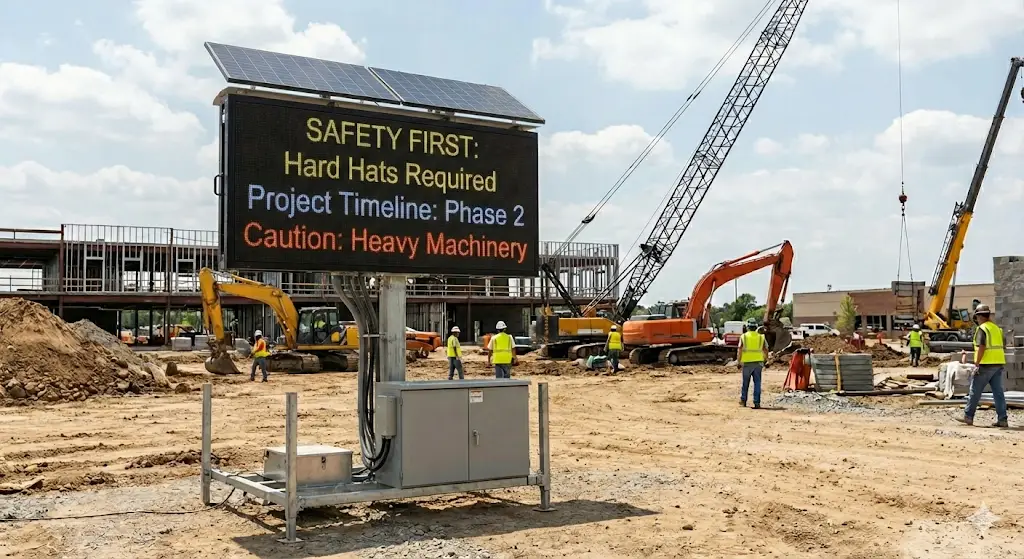 SAFETY FIRST:
Hard Hats Required
Project Timeline: Phase 2
Caution: Heavy Machinery